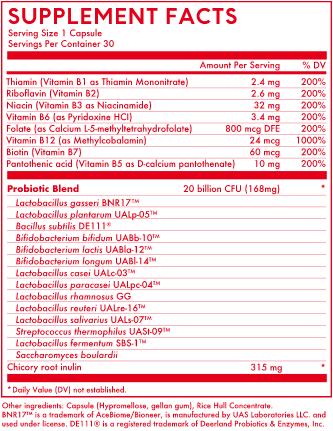 SUPPLEMENT FACTS
Serving Size 1 Capsule
Servings Per Container 30
Amount Per Serving % DV
Thiamin (Vitamin B1 as Thiamin Mononitrate) 2.4 mg 200%
Riboflavin (Vitamin B2) 2.6 mg 200%
Niacin (Vitamin B3 as Niacinamide) 32 mg 200%
Vitamin B6 (as Pyridoxine HCl) 3.4 mg 200%
Folate (as Calcium L-5-methyltetrahydrofolate) 800 mcg DFE 200%
Vitamin B12 (as Methylcobalamin) 24 mcg 1000%
Biotin (Vitamin B7) 60 mcg 200%
Pantothenic acid (Vitamin B5 as D-calcium pantothenate) 10 mg 200%
Probiotic Blend 20 billion CFU (168mg) *
Lactobacillus gasseri BNR17™
Lactobacillus plantarum UALp-05™
Bacillus subtilis DE111®
Bifidobacterium bifidum UABb-10™
Bifidobacterium lactis UABla-12™
Bifidobacterium longum UABl-14™
Lactobacillus casei UALc-03™
Lactobacillus paracasei UALpc-04™
Lactobacillus rhamnosus GG
Lactobacillus reuteri UALre-16™
Lactobacillus salivarius UALs-07™
Streptococcus thermophilus UASt-09™
Lactobacillus fermentum SBS-1™
Saccharomyces boulardii
Chicory root inulin 315 mg *
* Daily Value (DV) not established.
Other ingredients: Capsule (Hypromellose, gellan gum), Rice Hull Concentrate.
BNR17™ is a trademark of AceBiome/Bioneer, is manufactured by UAS Laboratories LLC. and
used under license. DE111® is a registered trademark of Deerland Probiotics & Enzymes, Inc.